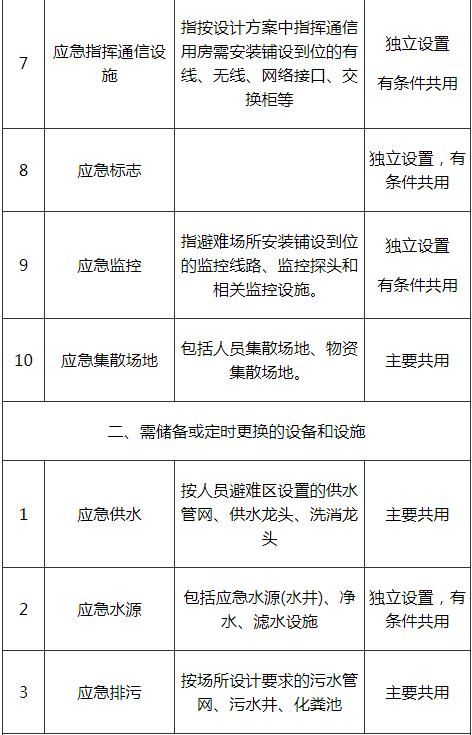 7
应急指挥通信设
施
指按设计方案中指挥通信
用房需安装铺设到位的有
线、无线、网络接口、交
换柜等
独立设置
有条件共用
8
应急标志
独立设置，有
条件共用
9
应急监控
指避难场所安装铺设到位
的监控线路、监控探头和
相关监控设施。
独立设置
有条件共用
10
应急集散场地
包括人员集散场地、物资
集散场地。
主要共用
二、需储备或定时更换的设备和设施
1
应急供水
按人员避难区设置的供水
管网、供水龙头、洗消龙
头
主要共用
2
应急水源
包括应急水源(水井)、净
水、滤水设施
独立设置，有
条件共用
3
应急排污
按场所设计要求的污水管
网、污水井、化粪池
主要共用